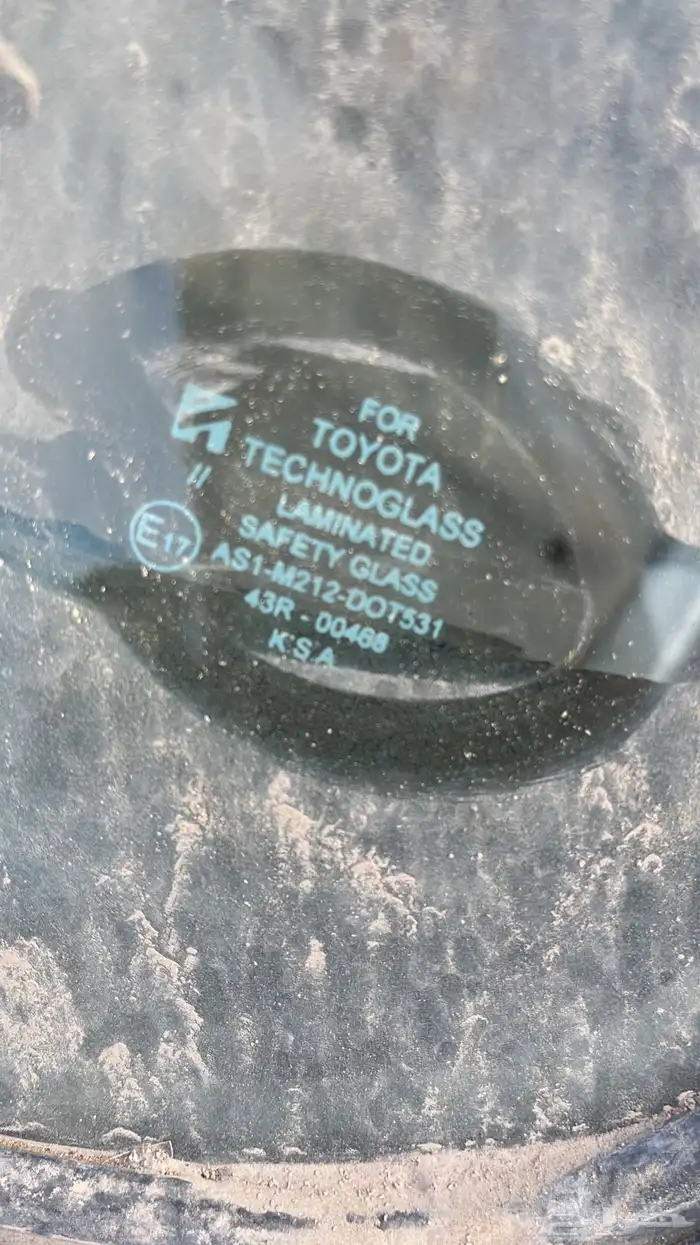 FOR
TOYOTA
TECHNOGLASS
//
LAMINATED
SAFETY GLASS
E17
AS1-M212-DOT531
43R - 00468
K S A